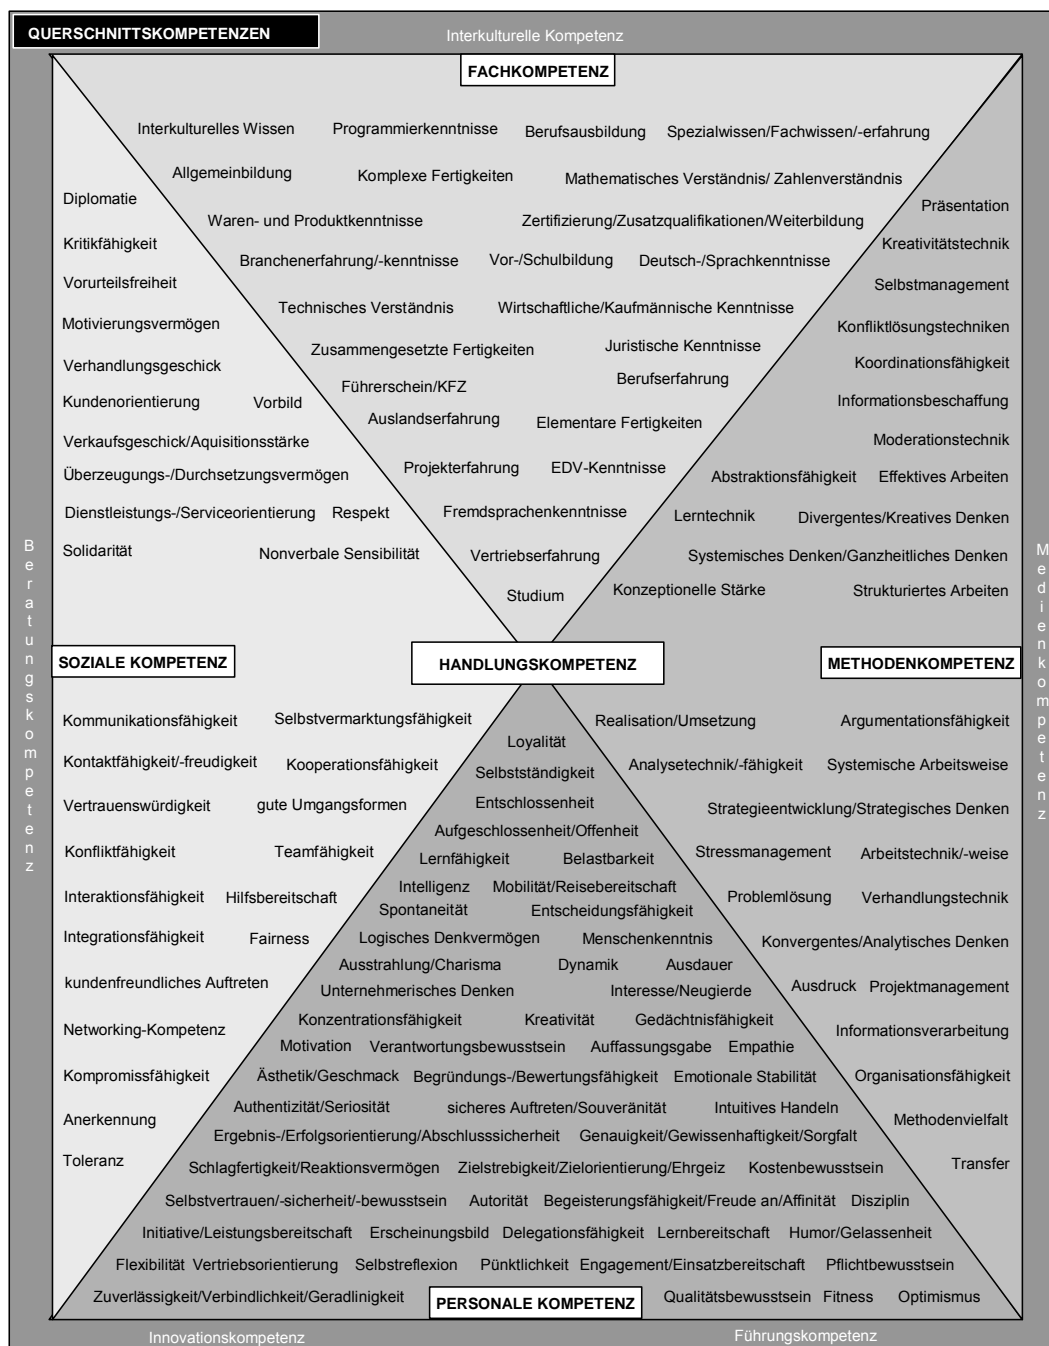 QUERSCHNITTSKOMPETENZEN
Interkulturelle Kompetenz
FACHKOMPETENZ
Interkulturelles Wissen
Programmierkenntnisse
Berufsausbildung
Spezialwissen/Fachwissen/-erfahrung
Allgemeinbildung
Komplexe Fertigkeiten
Mathematisches Verständnis/ Zahlenverständnis
Waren- und Produktkenntnisse
Zertifizierung/Zusatzqualifikationen/Weiterbildung
Branchenerfahrung/-kenntnisse
Vor-/Schulbildung
Deutsch-/Sprachkenntnisse
Technisches Verständnis
Wirtschaftliche/Kaufmännische Kenntnisse
Zusammengesetzte Fertigkeiten
Juristische Kenntnisse
Führerschein/KFZ
Berufserfahrung
Auslandserfahrung
Elementare Fertigkeiten
Projekterfahrung
EDV-Kenntnisse
Fremdsprachenkenntnisse
Vertriebserfahrung
Studium
Diplomatie
Kritikfähigkeit
Vorurteilsfreiheit
Motivierungsvermögen
Verhandlungsgeschick
Kundenorientierung
Vorbild
Verkaufsgeschick/Aquisitionsstärke
Überzeugungs-/Durchsetzungsvermögen
Dienstleistungs-/Serviceorientierung
Respekt
Solidarität
Nonverbale Sensibilität
Präsentation
Kreativitätstechnik
Selbstmanagement
Konfliktlösungstechniken
Koordinationsfähigkeit
Informationsbeschaffung
Moderationstechnik
Abstraktionsfähigkeit
Effektives Arbeiten
Lerntechnik
Divergentes/Kreatives Denken
Systemisches Denken/Ganzheitliches Denken
Konzeptionelle Stärke
Strukturiertes Arbeiten
Beratungskompetenz
Medienkompetenz
SOZIALE KOMPETENZ
HANDLUNGSKOMPETENZ
METHODENKOMPETENZ
Kommunikationsfähigkeit
Selbstvermarktungsfähigkeit
Kontaktfähigkeit/-freudigkeit
Kooperationsfähigkeit
Vertrauenswürdigkeit
gute Umgangsformen
Konfliktfähigkeit
Teamfähigkeit
Interaktionsfähigkeit
Hilfsbereitschaft
Integrationsfähigkeit
Fairness
kundenfreundliches Auftreten
Networking-Kompetenz
Kompromissfähigkeit
Anerkennung
Toleranz
Realisation/Umsetzung
Argumentationsfähigkeit
Analysetechnik/-fähigkeit
Systemische Arbeitsweise
Strategieentwicklung/Strategisches Denken
Stressmanagement
Arbeitstechnik/-weise
Problemlösung
Verhandlungstechnik
Konvergentes/Analytisches Denken
Ausdruck
Projektmanagement
Informationsverarbeitung
Organisationsfähigkeit
Methodenvielfalt
Transfer
Loyalität
Selbstständigkeit
Entschlossenheit
Aufgeschlossenheit/Offenheit
Lernfähigkeit
Belastbarkeit
Intelligenz
Mobilität/Reisebereitschaft
Spontaneität
Entscheidungsfähigkeit
Logisches Denkvermögen
Menschenkenntnis
Ausstrahlung/Charisma
Dynamik
Ausdauer
Unternehmerisches Denken
Interesse/Neugierde
Konzentrationsfähigkeit
Kreativität
Gedächtnisfähigkeit
Motivation
Verantwortungsbewusstsein
Auffassungsgabe
Empathie
Ästhetik/Geschmack
Begründungs-/Bewertungsfähigkeit
Emotionale Stabilität
Authentizität/Seriosität
sicheres Auftreten/Souveränität
Intuitives Handeln
Ergebnis-/Erfolgsorientierung/Abschlusssicherheit
Genauigkeit/Gewissenhaftigkeit/Sorgfalt
Schlagfertigkeit/Reaktionsvermögen
Zielstrebigkeit/Zielorientierung/Ehrgeiz
Kostenbewusstsein
Selbstvertrauen/-sicherheit/-bewusstsein
Autorität
Begeisterungsfähigkeit/Freude an/Affinität
Disziplin
Initiative/Leistungsbereitschaft
Erscheinungsbild
Delegationsfähigkeit
Lernbereitschaft
Humor/Gelassenheit
Flexibilität
Vertriebsorientierung
Selbstreflexion
Pünktlichkeit
Engagement/Einsatzbereitschaft
Pflichtbewusstsein
Zuverlässigkeit/Verbindlichkeit/Geradlinigkeit
PERSONALE KOMPETENZ
Qualitätsbewusstsein
Fitness
Optimismus
Innovationskompetenz
Führungskompetenz